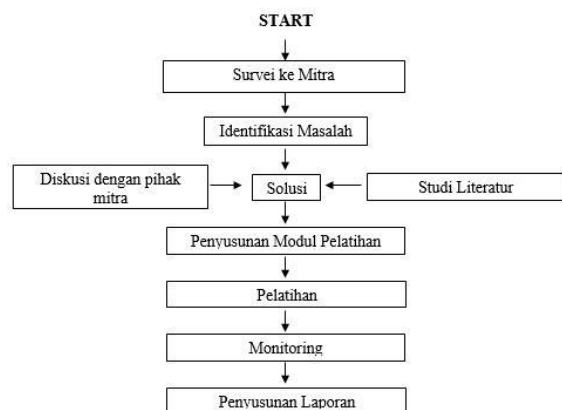 START
Survei ke Mitra
Identifikasi Masalah
Diskusi dengan pihak
mitra
Solusi
Studi Literatur
Penyusunan Modul Pelatihan
Pelatihan
Monitoring
Penyusunan Laporan